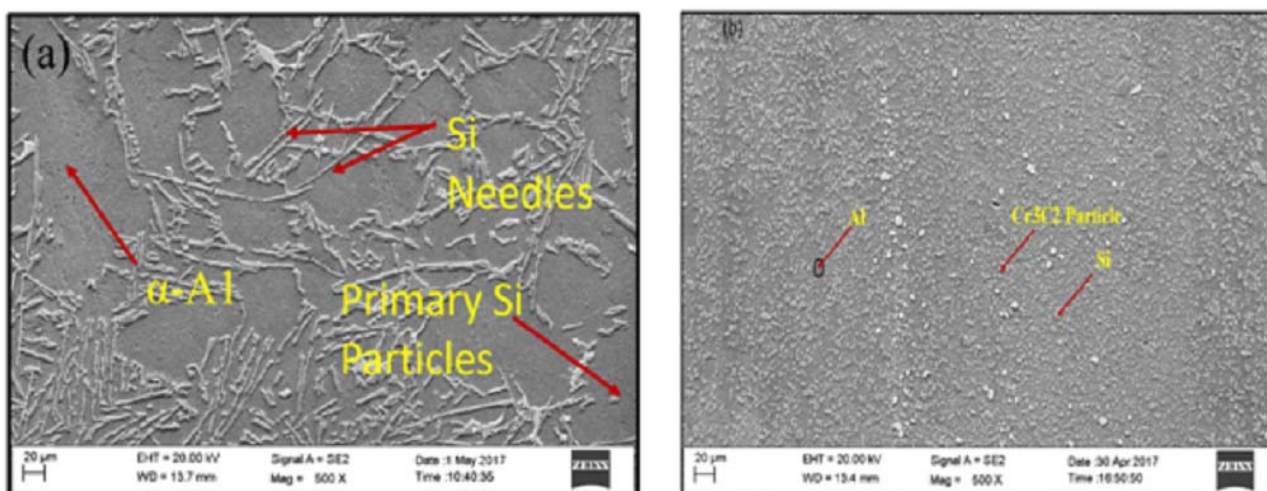 (a)
Si
Needles
α-Al
Primary Si
Particles
20 µm
EHT = 20.00 kV
Signal A = SE2
Date :1 May 2017
WD = 13.7 mm
Mag = 500 X
Time :10:40:35
ZEISS
(b)
Al
Cr3C2 Particle
Si
20 µm
EHT = 20.00 kV
Signal A = SE2
Date :30 Apr 2017
WD = 13.4 mm
Mag = 500 X
Time :16:50:50
ZEISS